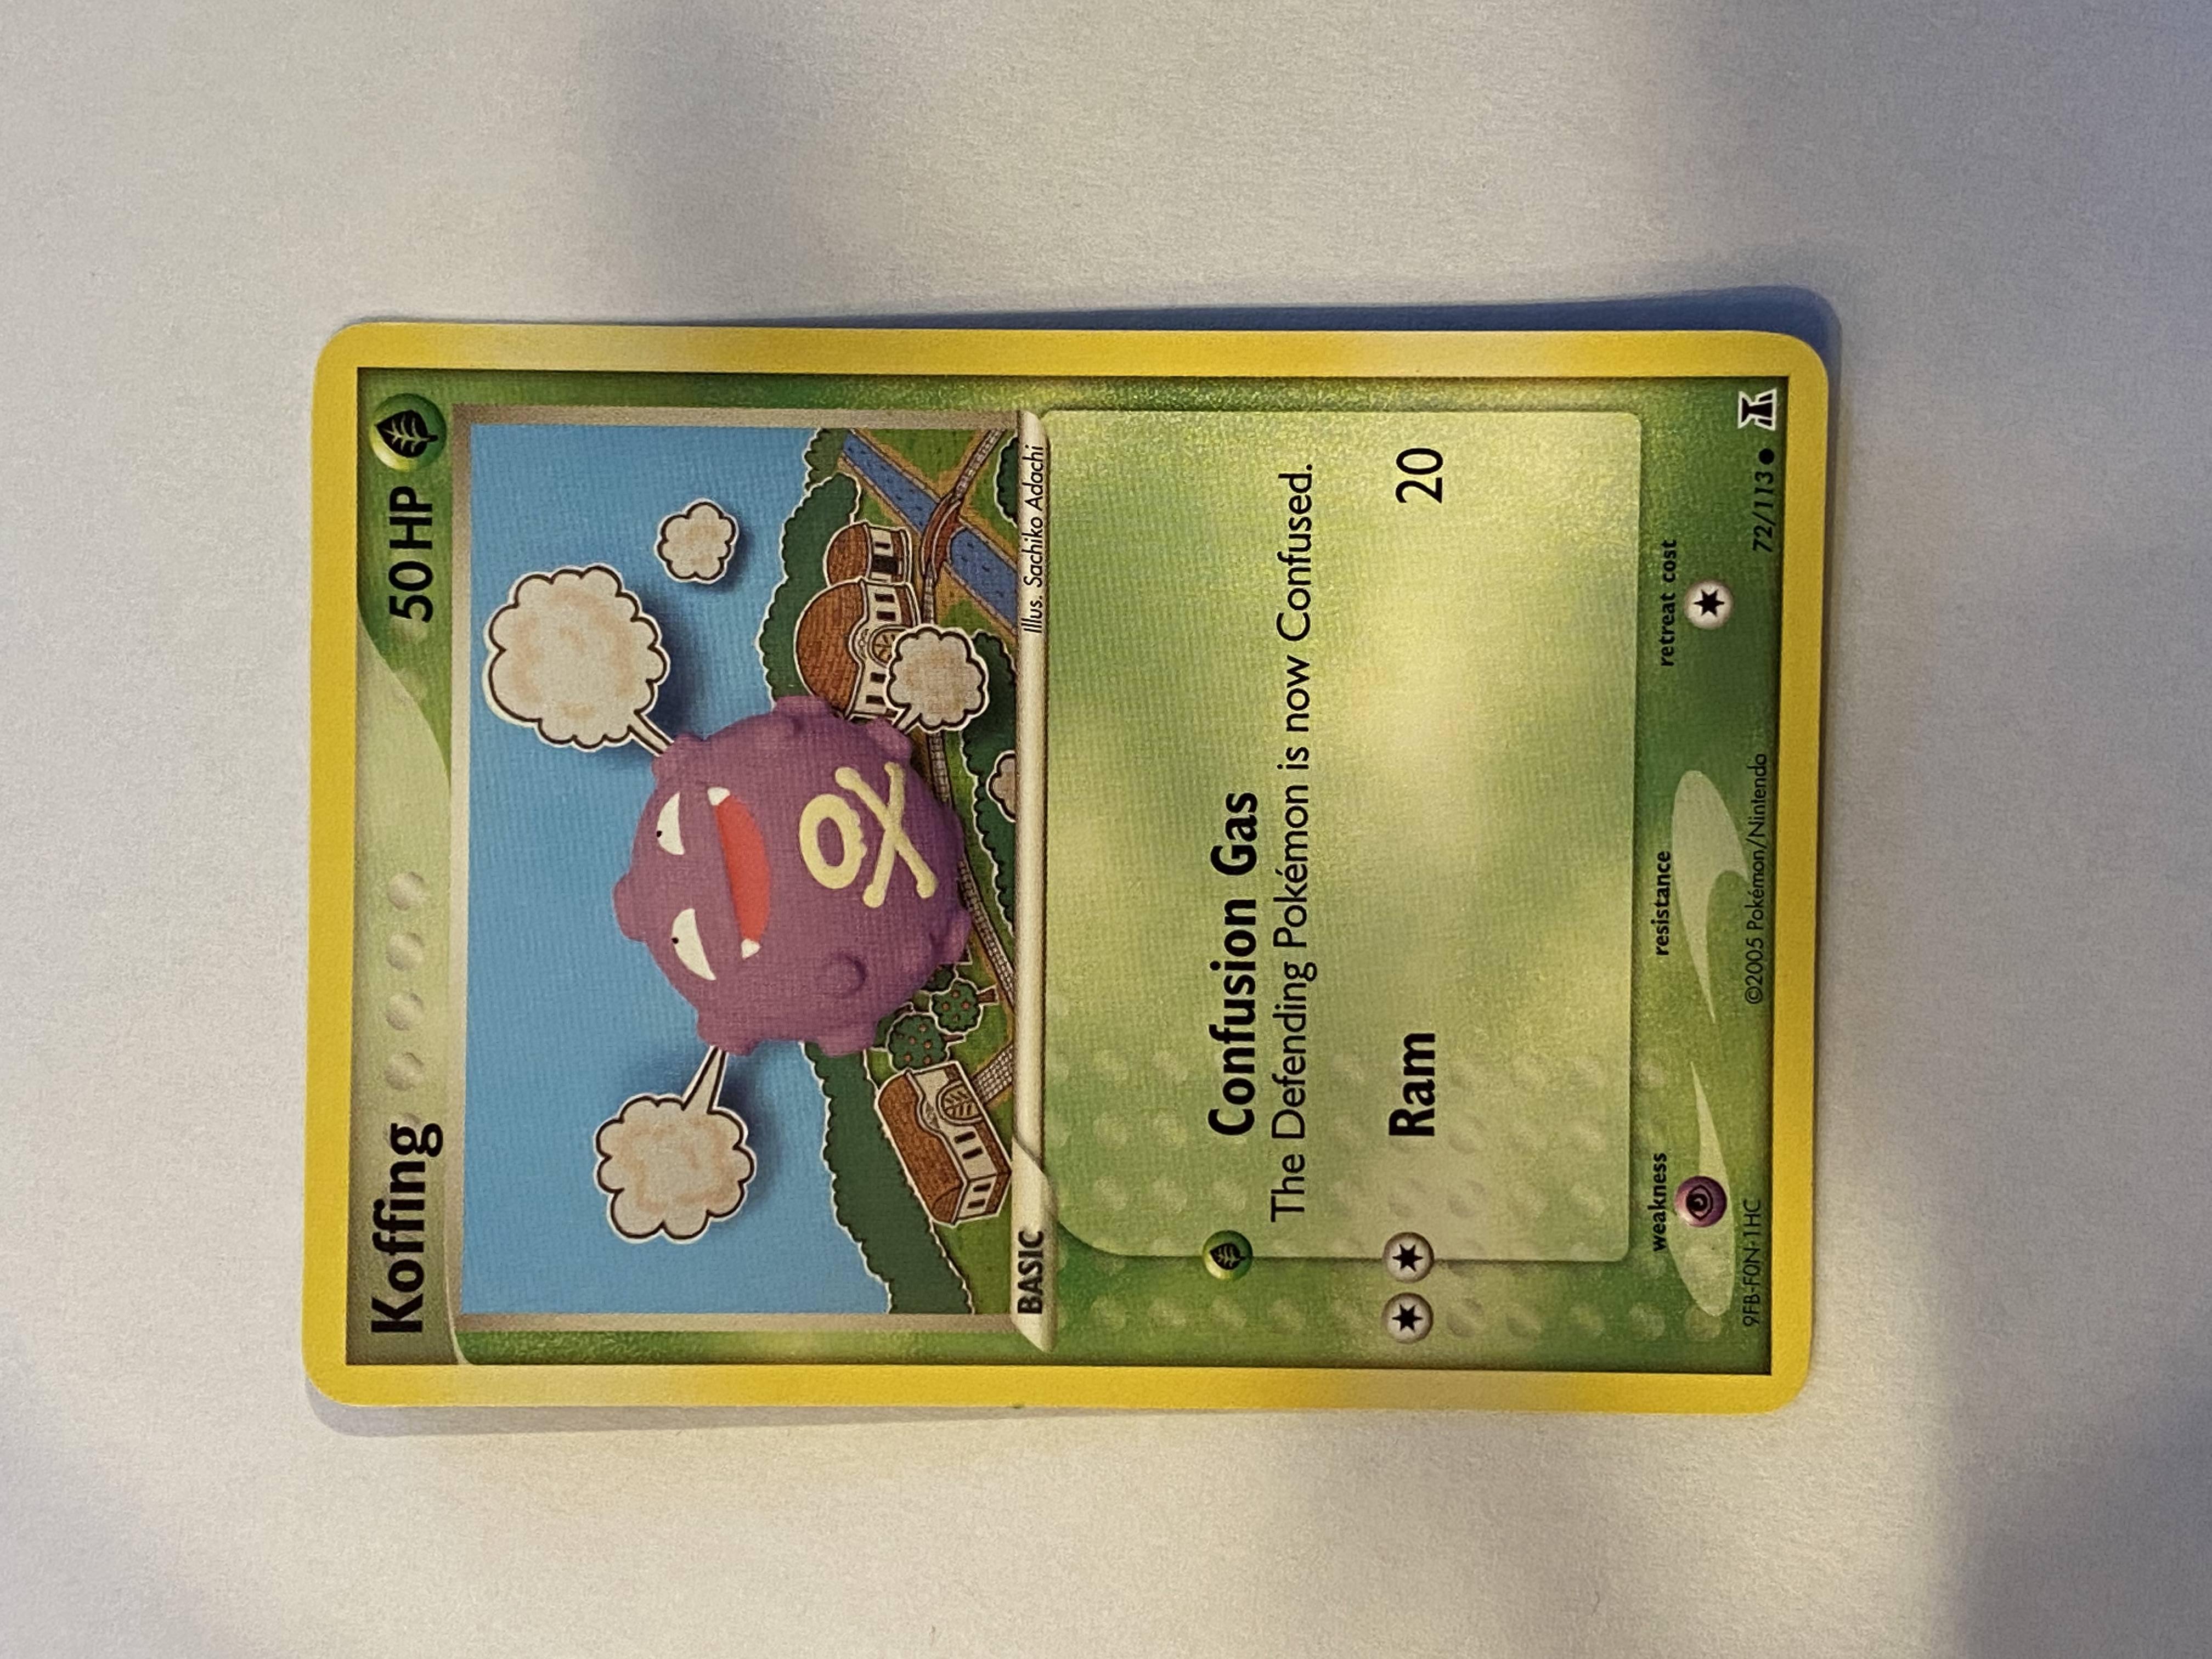 Koffing 50 HP
BASIC Illus. Sachiko Adachi
Confusion Gas
The Defending Pokémon is now Confused.
Ram 20
weakness resistance retreat cost
9FB-F0N-1HC ©2005 Pokémon/Nintendo 72/113